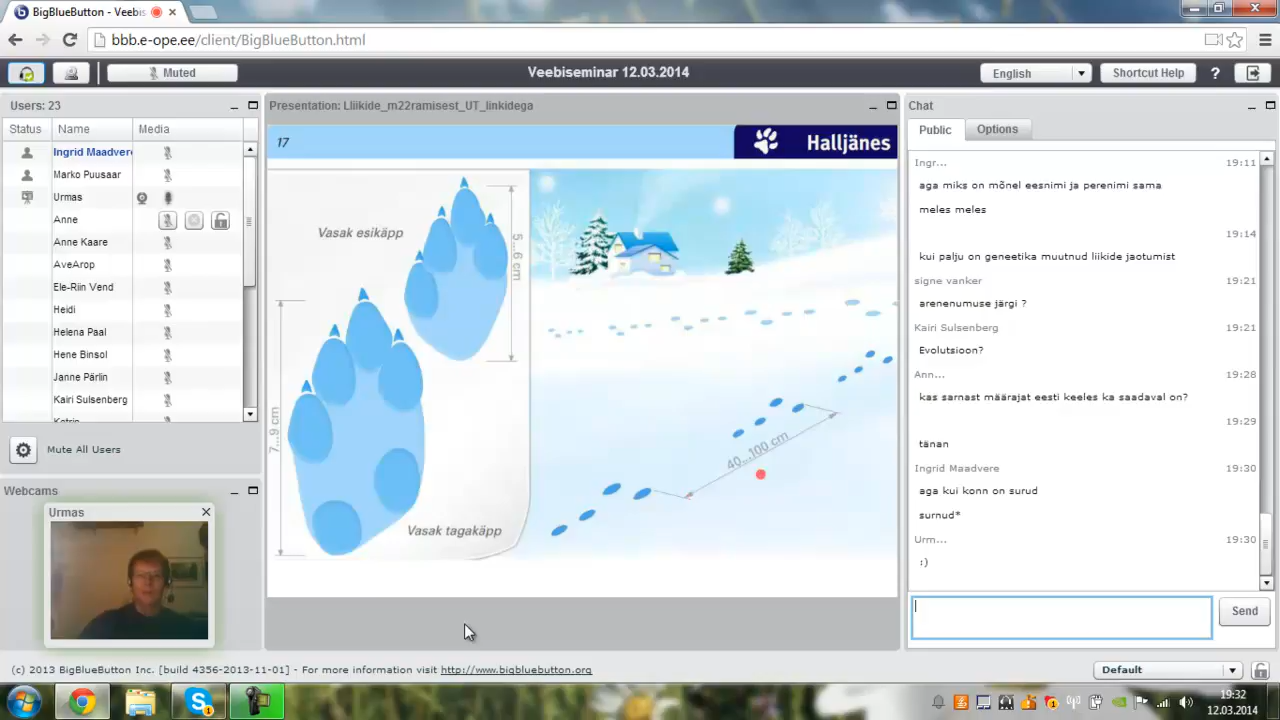 BigBlueButton - Veebis
bbb.e-ope.ee/client/BigBlueButton.html
Muted
Veebiseminar 12.03.2014
English
Shortcut Help
?
Users: 23
Status Name Media
Ingrid Maadvere
Marko Puusaar
Urmas
Anne
Anne Kaare
AveArop
Ele-Riin Vend
Heidi
Helena Paal
Hene Binsol
Janne Pärlin
Kairi Sulsenberg
Katrin
Mute All Users
Webcams
Urmas
Presentation: Lliikide_m22ramisest_UT_linkidega
17
Halljänes
Vasak esikäpp
5...6 cm
7...9 cm
Vasak tagakäpp
40...100 cm
Chat
Public
Options
Ingr... 19:11
aga miks on mõnel eesnimi ja perenimi sama
meles meles
19:14
kui palju on geneetika muutnud liikide jaotumist
signe vanker 19:21
arenenumuse järgi ?
Kairi Sulsenberg 19:21
Evolutsioon?
Ann... 19:28
kas sarnast määrajat eesti keeles ka saadaval on?
19:29
tänan
Ingrid Maadvere 19:30
aga kui konn on surud
surnud*
Urm... 19:30
:)
Send
(c) 2013 BigBlueButton Inc. [build 4356-2013-11-01] - For more information visit http://www.bigbluebutton.org
Default
19:32
12.03.2014